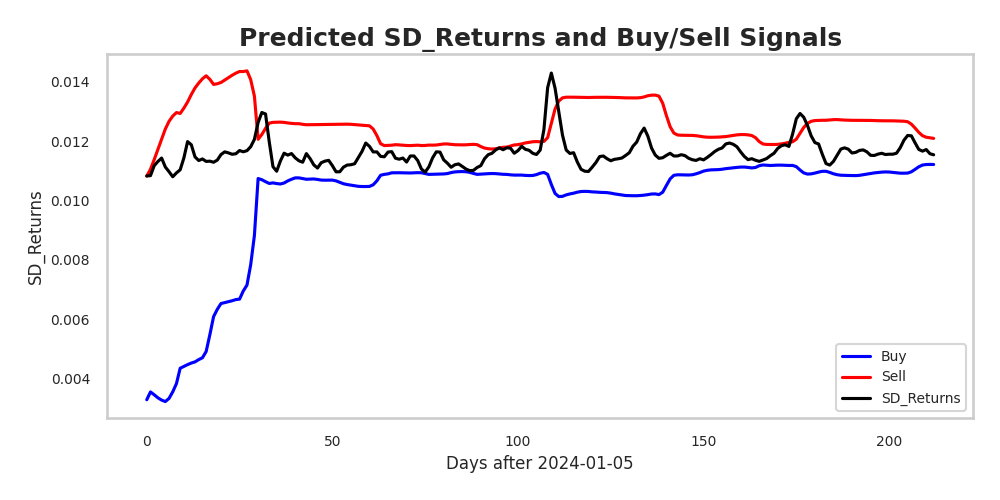 Predicted SD_Returns and Buy/Sell Signals
SD_Returns
0.014
0.012
0.010
0.008
0.006
0.004
Buy
Sell
SD_Returns
0
50
100
150
200
Days after 2024-01-05